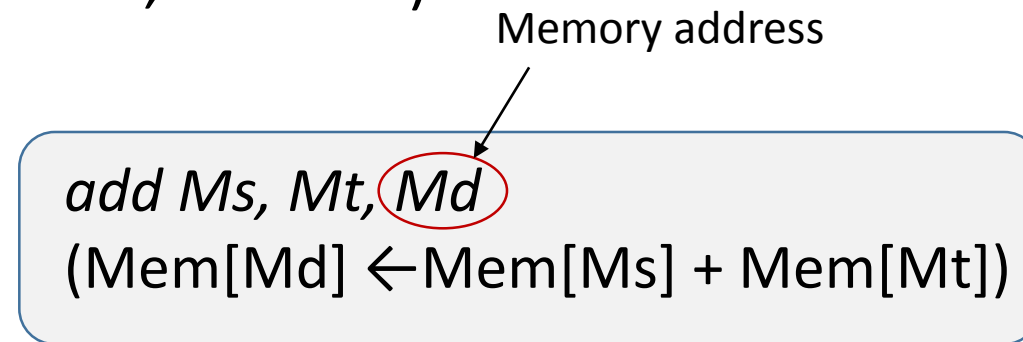 Memory address
add Ms, Mt, Md
(Mem[Md] ←Mem[Ms] + Mem[Mt])